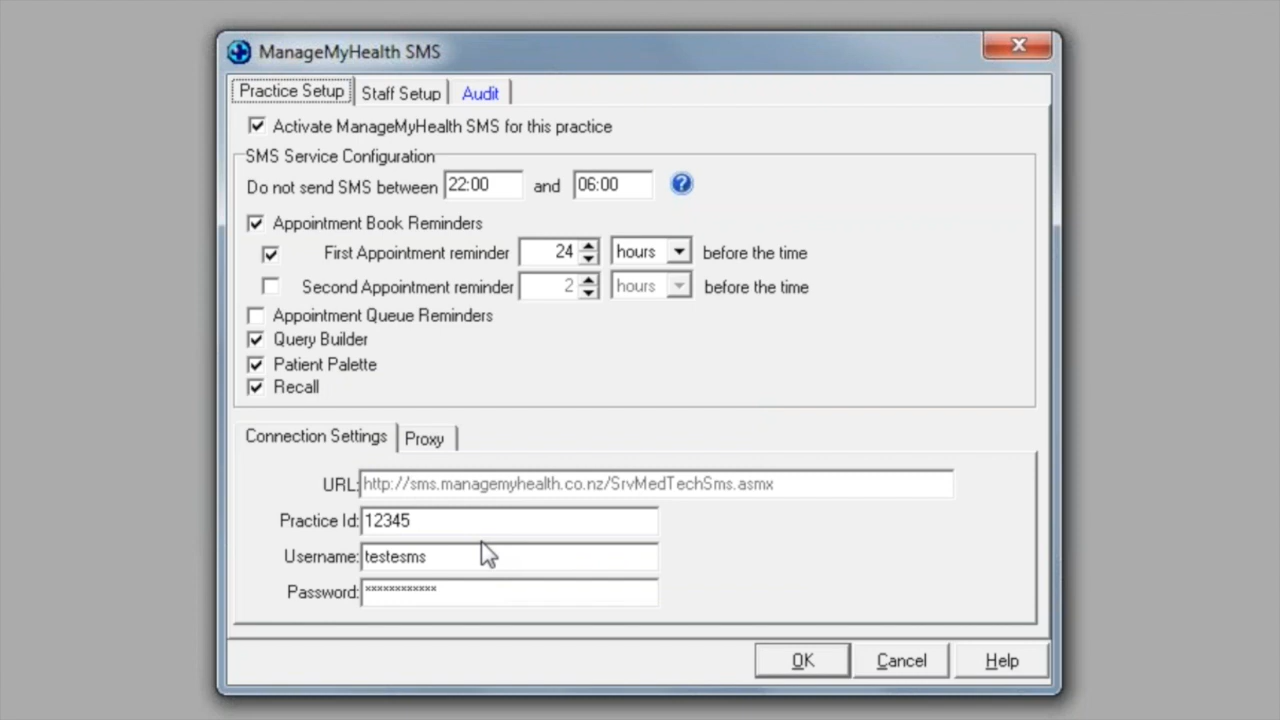 ManageMyHealth SMS
Practice Setup Staff Setup Audit
Activate ManageMyHealth SMS for this practice
SMS Service Configuration
Do not send SMS between 22:00 and 06:00 ?
Appointment Book Reminders
First Appointment reminder 24 hours before the time
Second Appointment reminder 2 hours before the time
Appointment Queue Reminders
Query Builder
Patient Palette
Recall
Connection Settings Proxy
URL: http://sms.managemyhealth.co.nz/SrvMedTechSms.asmx
Practice Id: 12345
Username: testesms
Password: ************
OK Cancel Help